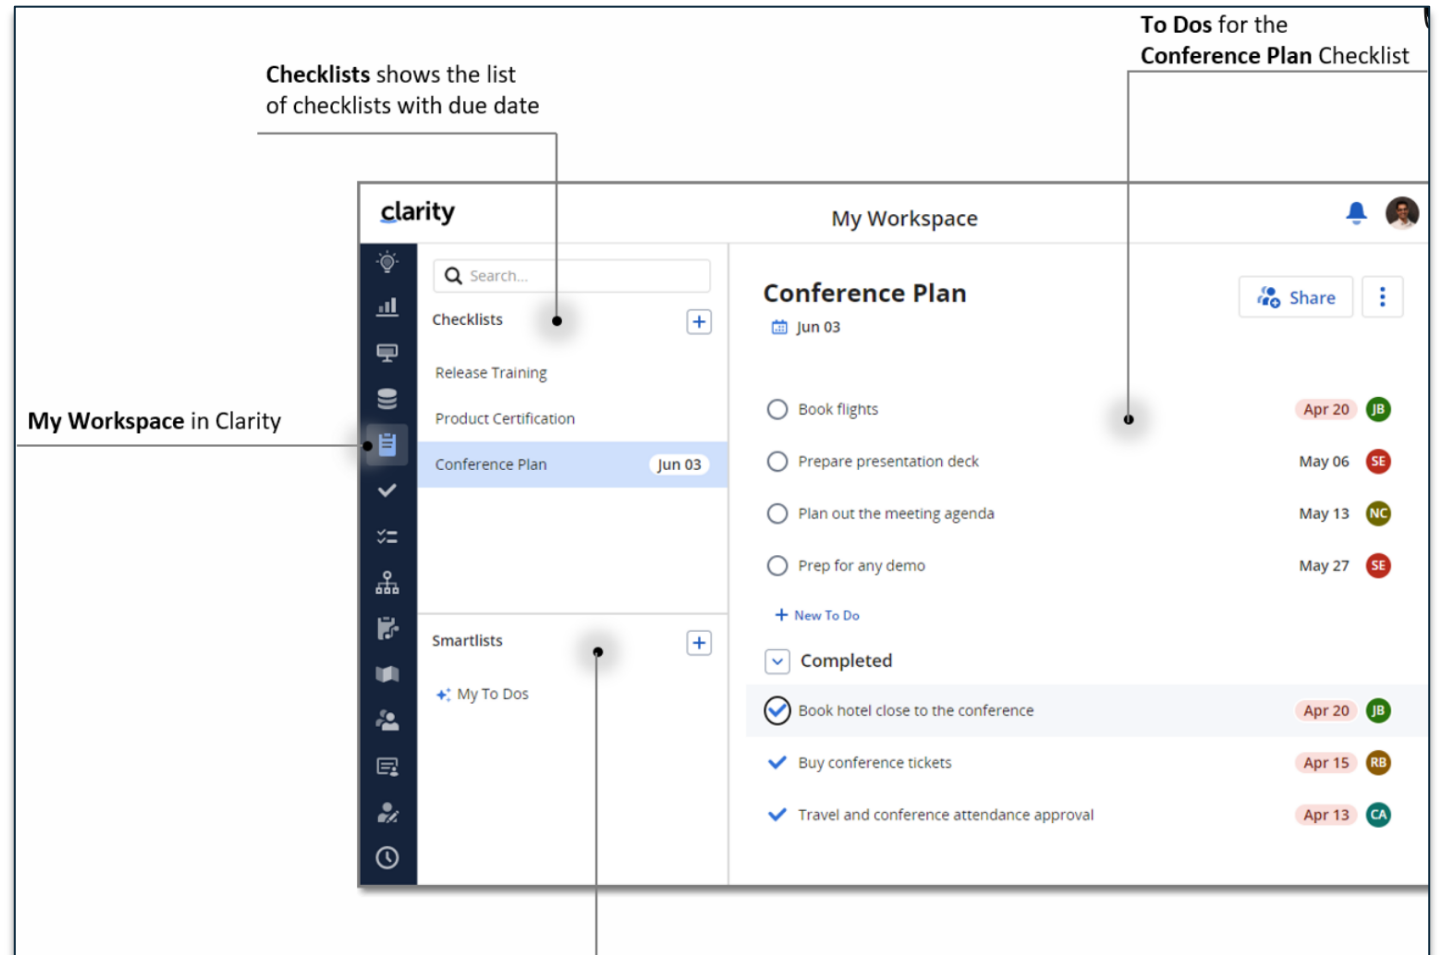 To Dos for the
Conference Plan Checklist
Checklists shows the list
of checklists with due date
clarity
My Workspace
Search...
Conference Plan
Share
Checklists
Jun 03
Release Training
Book flights
Apr 20
JB
My Workspace in Clarity
Product Certification
Conference Plan
Jun 03
Prepare presentation deck
May 06
SE
Plan out the meeting agenda
May 13
NC
Prep for any demo
May 27
SE
New To Do
Smartlists
Completed
My To Dos
Book hotel close to the conference
Apr 20
JB
Buy conference tickets
Apr 15
RB
Travel and conference attendance approval
Apr 13
CA